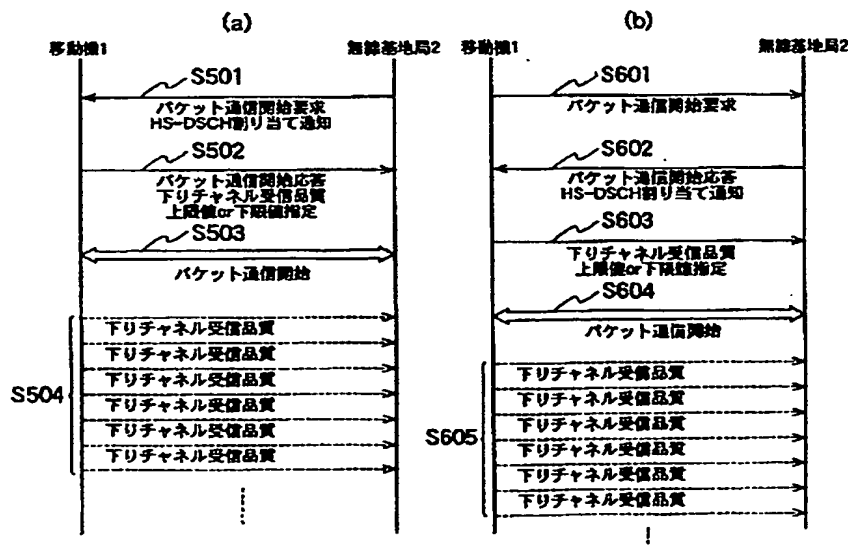 (a)
移動機1
無線基地局2
S501
パケット通信開始要求
HS-DSCH割り当て通知
S502
パケット通信開始応答
下りチャネル受信品質
上限値or下限値指定
S503
パケット通信開始
下りチャネル受信品質
下りチャネル受信品質
下りチャネル受信品質
下りチャネル受信品質
下りチャネル受信品質
下りチャネル受信品質
S504
(b)
移動機1
無線基地局2
S601
パケット通信開始要求
S602
パケット通信開始応答
HS-DSCH割り当て通知
S603
下りチャネル受信品質
上限値or下限値指定
S604
パケット通信開始
下りチャネル受信品質
下りチャネル受信品質
下りチャネル受信品質
下りチャネル受信品質
下りチャネル受信品質
下りチャネル受信品質
S605